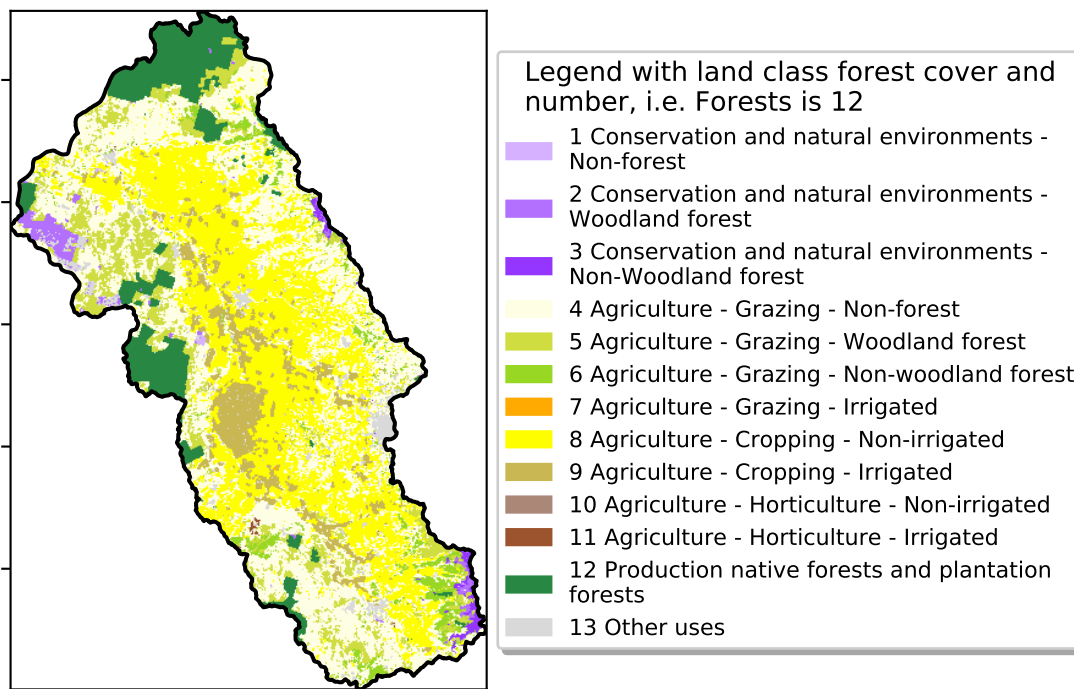 Legend with land class forest cover and
number, i.e. Forests is 12
1 Conservation and natural environments -
Non-forest
2 Conservation and natural environments -
Woodland forest
3 Conservation and natural environments -
Non-Woodland forest
4 Agriculture - Grazing - Non-forest
5 Agriculture - Grazing - Woodland forest
6 Agriculture - Grazing - Non-woodland forest
7 Agriculture - Grazing - Irrigated
8 Agriculture - Cropping - Non-irrigated
9 Agriculture - Cropping - Irrigated
10 Agriculture - Horticulture - Non-irrigated
11 Agriculture - Horticulture - Irrigated
12 Production native forests and plantation
forests
13 Other uses